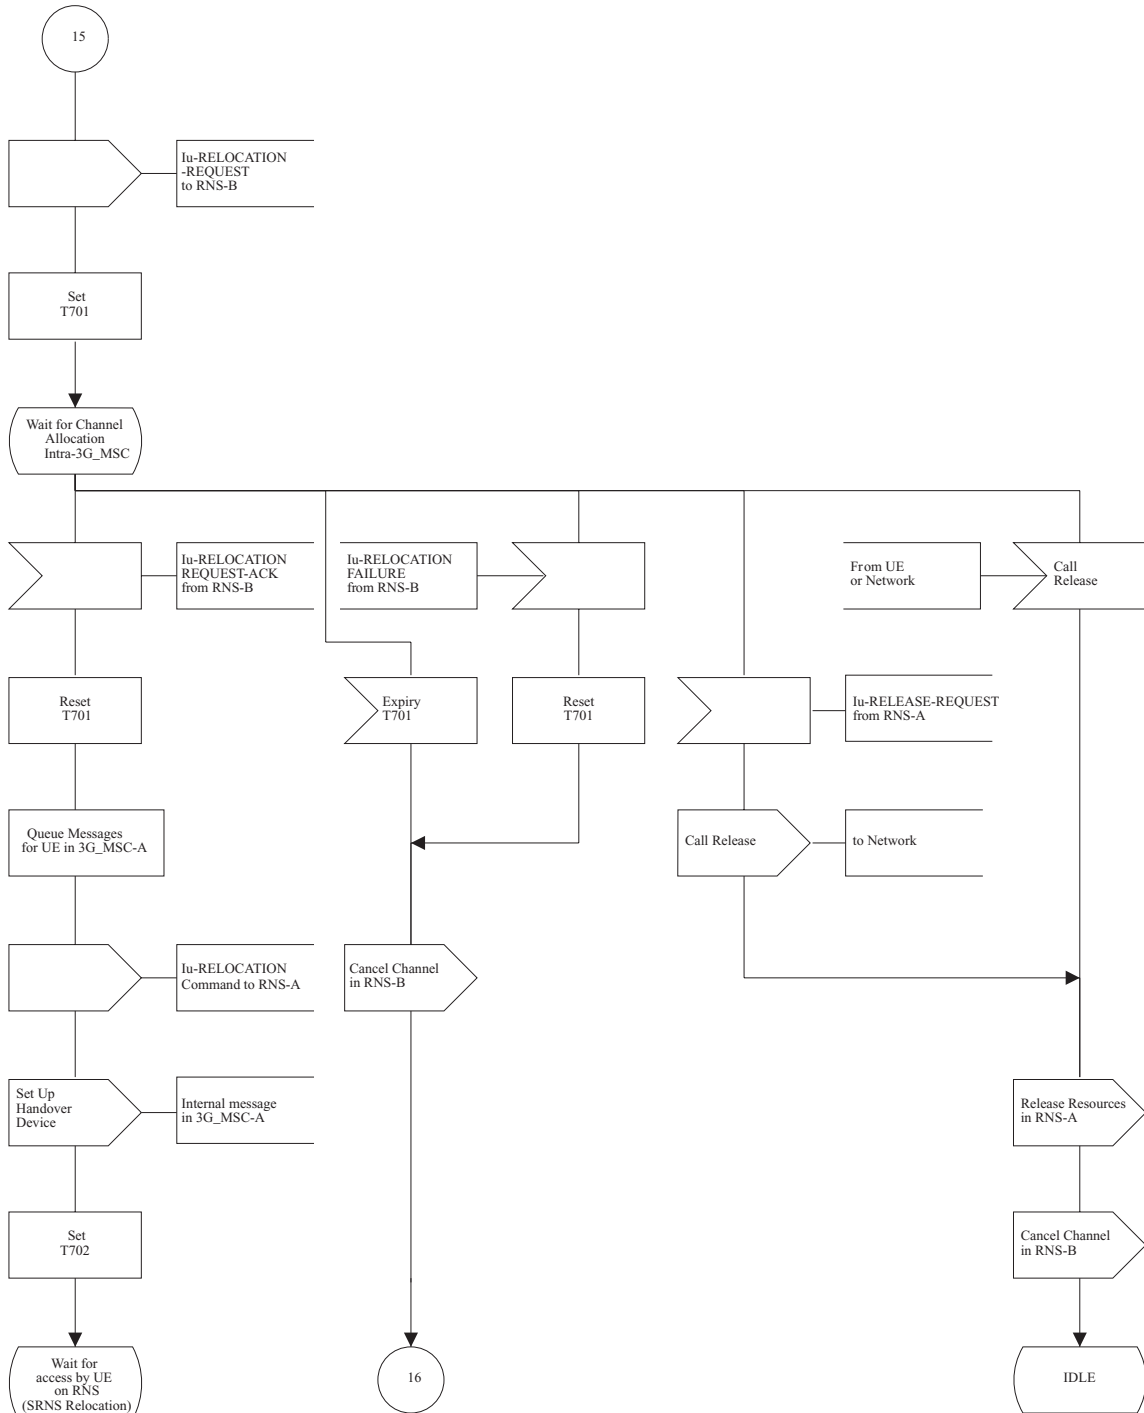 15
Iu-RELOCATION
-REQUEST
to RNS-B
Set
T701
Wait for Channel
Allocation
Intra-3G_MSC
Iu-RELOCATION
REQUEST-ACK
from RNS-B
Iu-RELOCATION
FAILURE
from RNS-B
From UE
or Network
Call
Release
Reset
T701
Expiry
T701
Reset
T701
Iu-RELEASE-REQUEST
from RNS-A
Queue Messages
for UE in 3G_MSC-A
Call Release
to Network
Iu-RELOCATION
Command to RNS-A
Cancel Channel
in RNS-B
Set Up
Handover
Device
Internal message
in 3G_MSC-A
Release Resources
in RNS-A
Set
T702
Cancel Channel
in RNS-B
Wait for
access by UE
on RNS
(SRNS Relocation)
16
IDLE